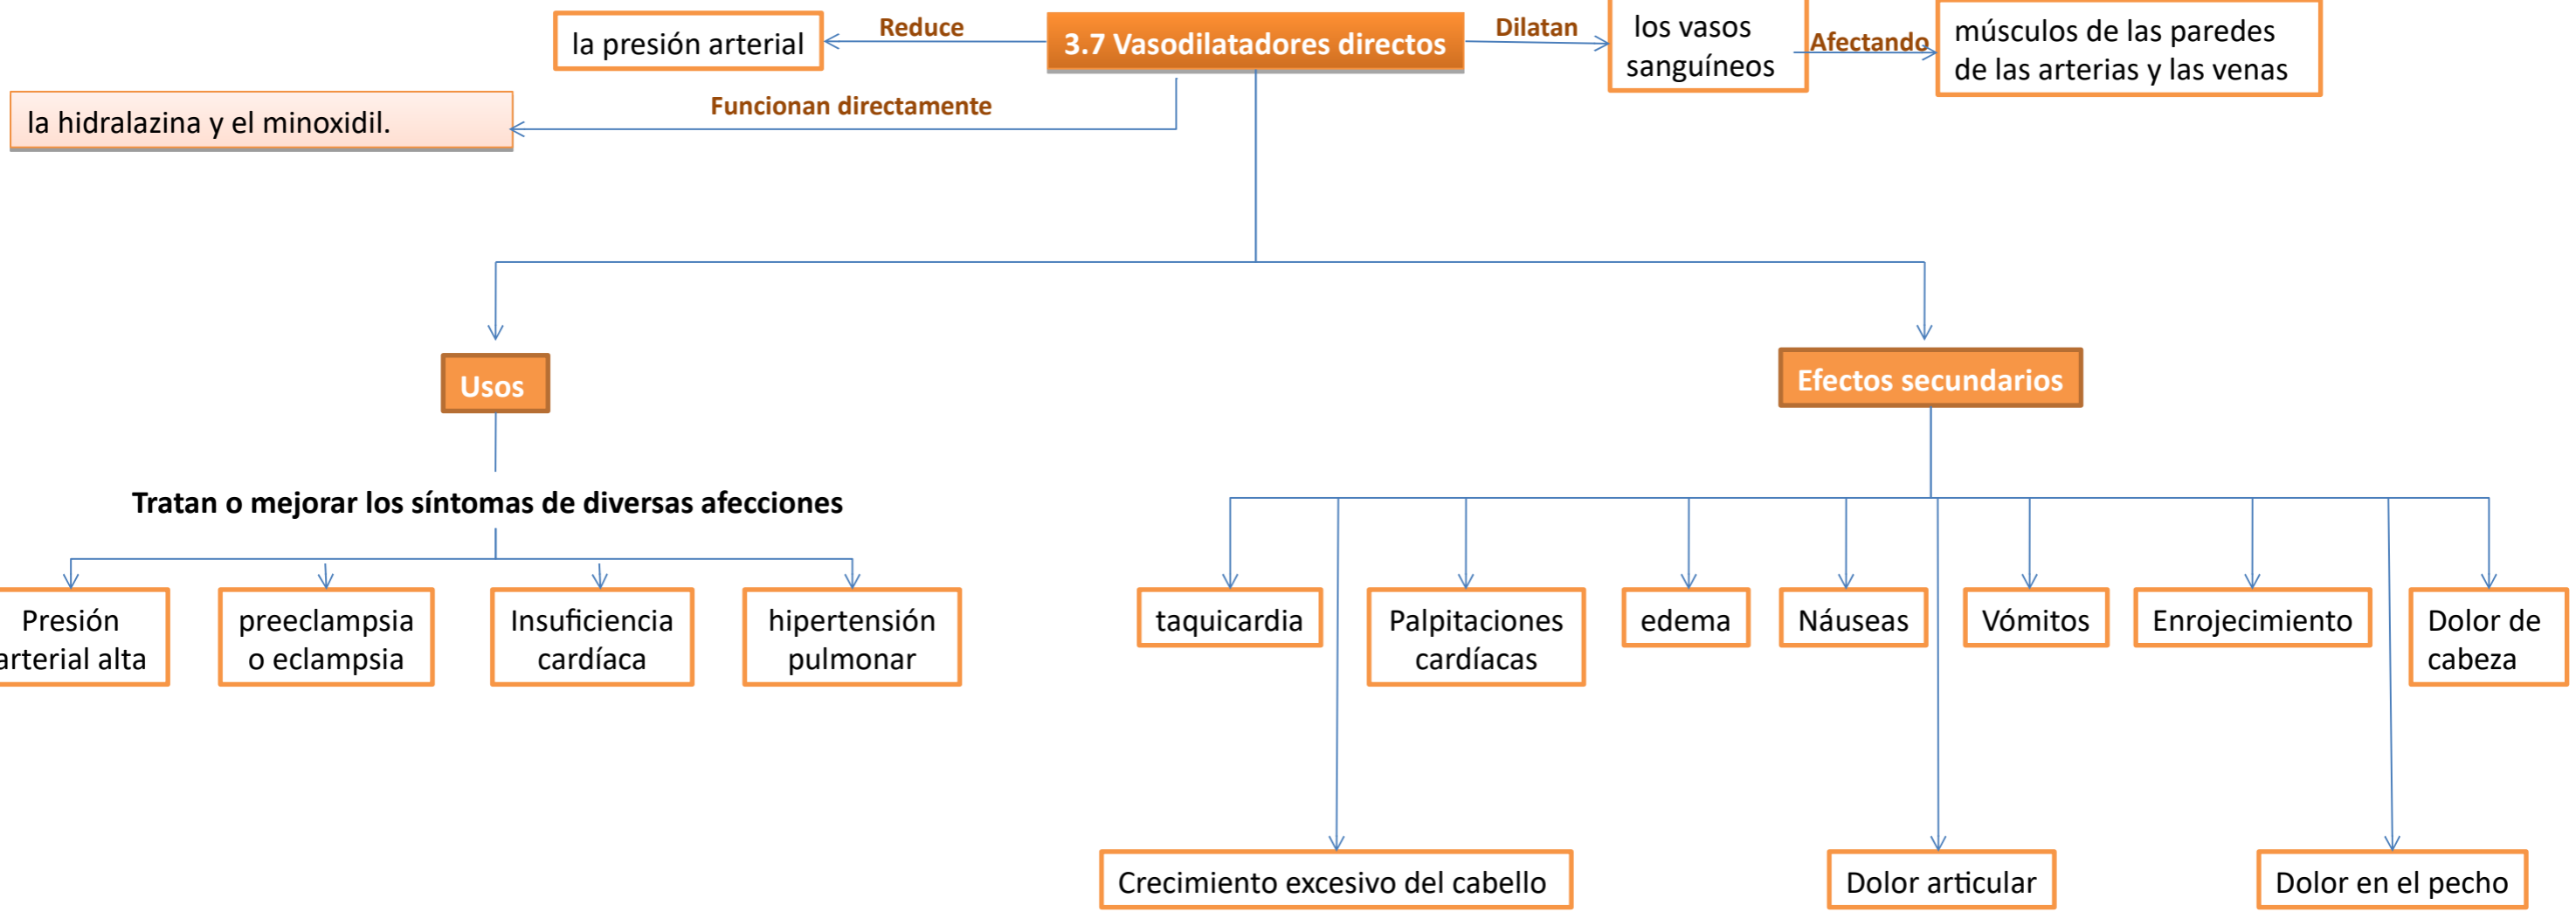 la presión arterial
Reduce
3.7 Vasodilatadores directos
Dilatan
los vasos
sanguíneos
Afectando
músculos de las paredes
de las arterias y las venas
la hidralazina y el minoxidil.
Funcionan directamente
Usos
Efectos secundarios
Tratan o mejorar los síntomas de diversas afecciones
Presión
arterial alta
preeclampsia
o eclampsia
Insuficiencia
cardíaca
hipertensión
pulmonar
taquicardia
Palpitaciones
cardíacas
edema
Náuseas
Vómitos
Enrojecimiento
Dolor de
cabeza
Crecimiento excesivo del cabello
Dolor articular
Dolor en el pecho